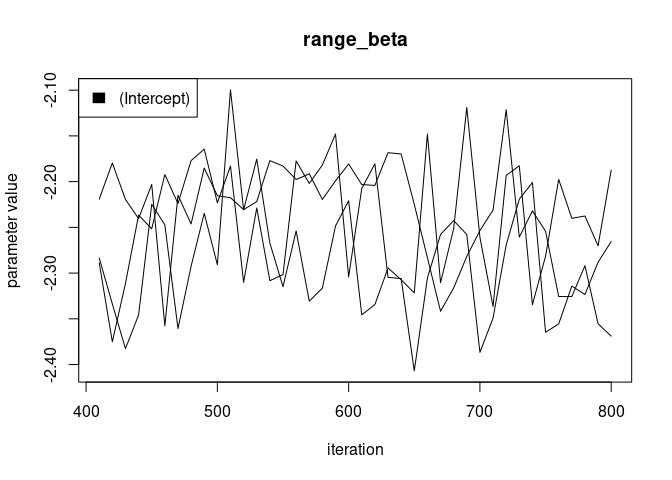 range_beta
(Intercept)
parameter value
-2.10
-2.20
-2.30
-2.40
400 500 600 700 800
iteration